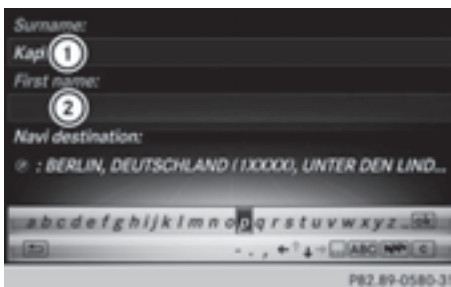 Surname:
Kap 1
First name:
2
Navi destination:
: BERLIN, DEUTSCHLAND (1XXXX), UNTER DEN LIND...
a b c d e f g h i j k l m n o p q r s t u v w x y z _ ok
- . , ABC C
P82.89-0580-31